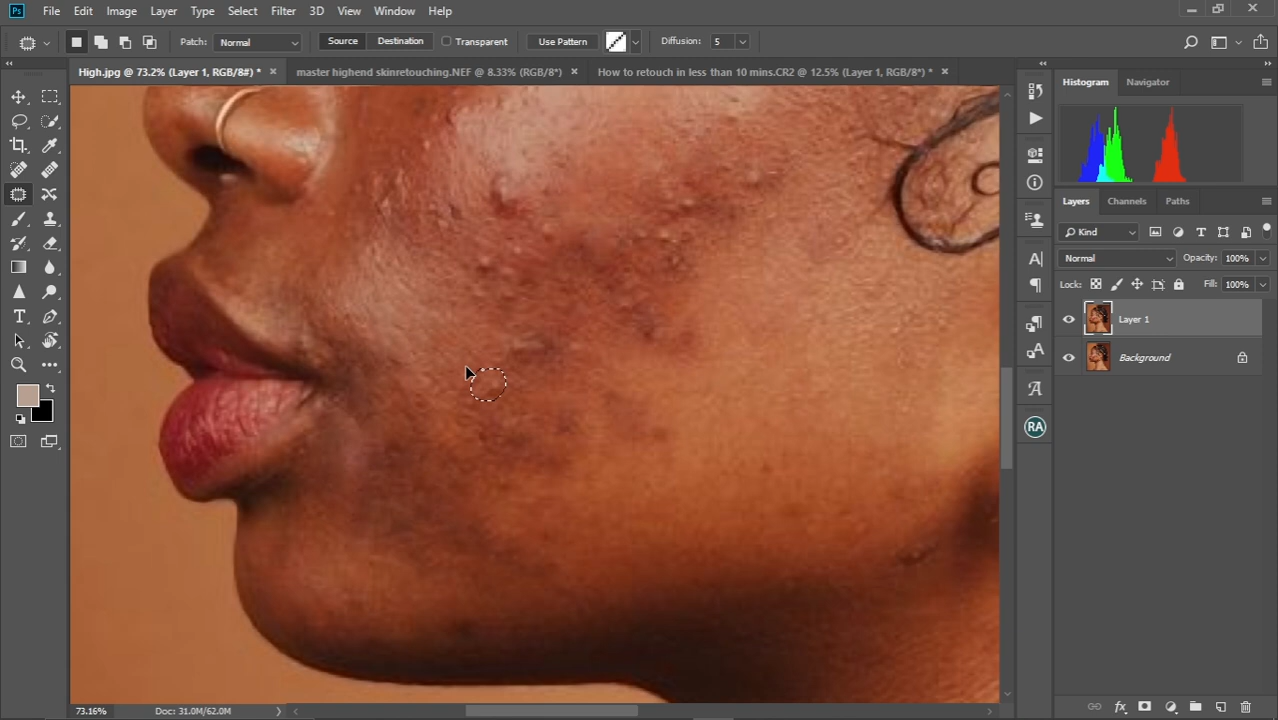 Ps File Edit Image Layer Type Select Filter 3D View Window Help
Patch: Normal Source Destination Transparent Use Pattern Diffusion: 5
High.jpg @ 73.2% (Layer 1, RGB/8#) * master highend skinretouching.NEF @ 8.33% (RGB/8*) How to retouch in less than 10 mins.CR2 @ 12.5% (Layer 1, RGB/8*) *
Histogram Navigator
Layers Channels Paths
Kind
Normal Opacity: 100%
Lock: Fill: 100%
Layer 1
Background
RA
73.16% Doc: 31.0M/62.0M